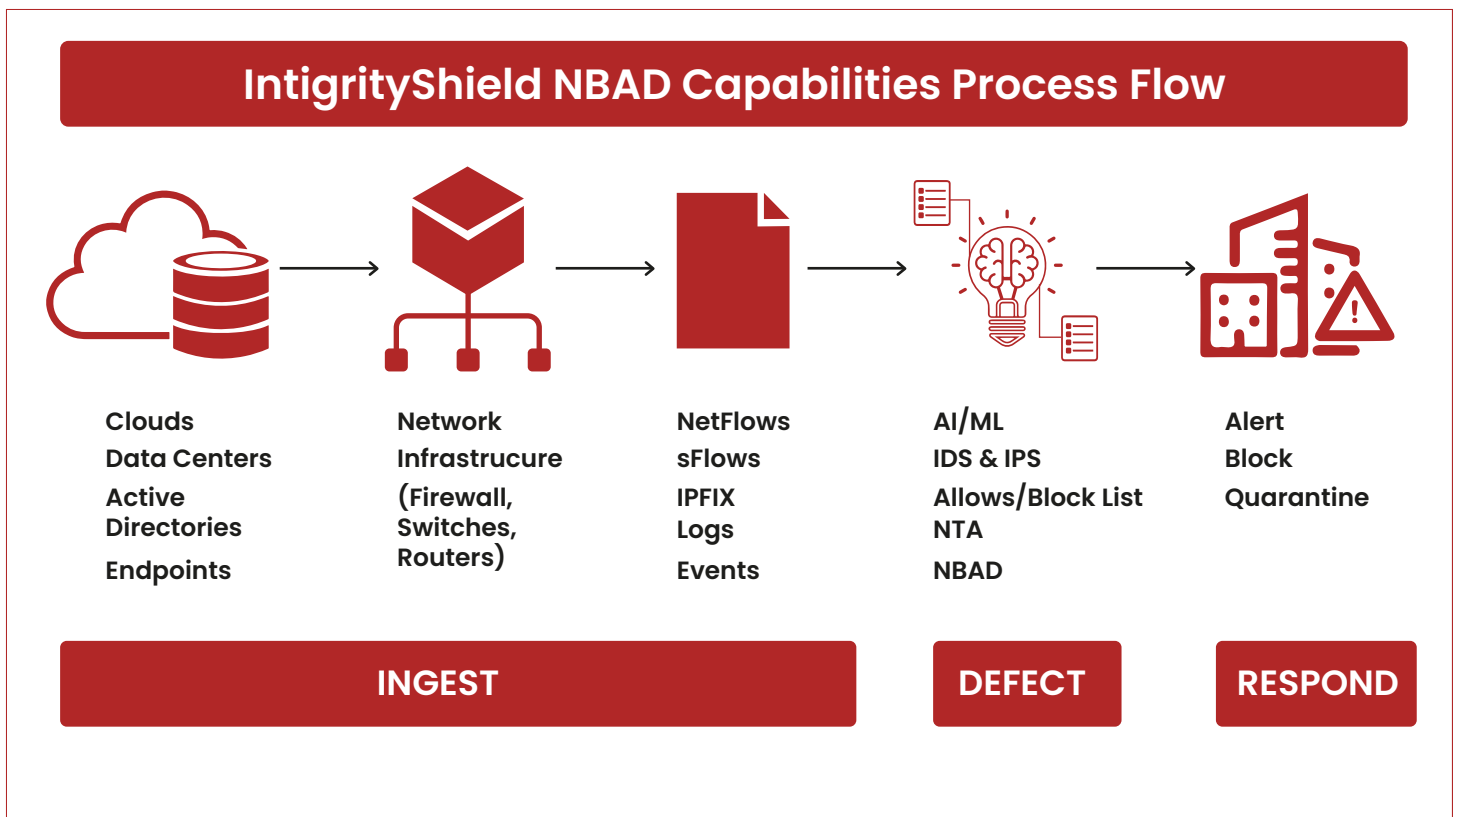 IntigrityShield NBAD Capabilities Process Flow
Clouds
Data Centers
Active
Directories
Endpoints
Network
Infrastrucure
(Firewall,
Switches,
Routers)
NetFlows
sFlows
IPFIX
Logs
Events
AI/ML
IDS & IPS
Allows/Block List
NTA
NBAD
Alert
Block
Quarantine
INGEST
DEFECT
RESPOND